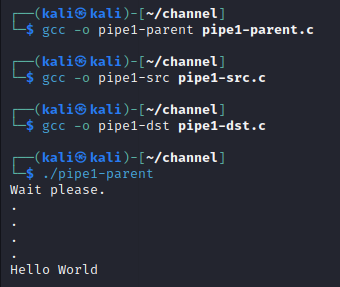 ┌──(kali㉿kali)-[~/channel]
└─$ gcc -o pipe1-parent pipe1-parent.c
┌──(kali㉿kali)-[~/channel]
└─$ gcc -o pipe1-src pipe1-src.c
┌──(kali㉿kali)-[~/channel]
└─$ gcc -o pipe1-dst pipe1-dst.c
┌──(kali㉿kali)-[~/channel]
└─$ ./pipe1-parent
Wait please.
.
.
.
.
Hello World